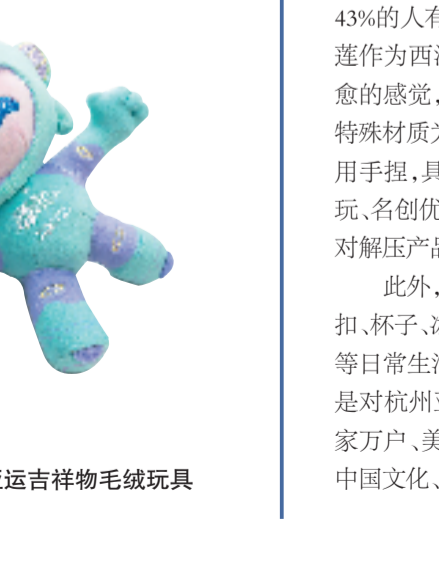 运吉祥物毛绒玩具
43%的人有
莲作为西
愈的感觉,
特殊材质
用手捏,具
玩、名创优
对解压产品
此外,
扣、杯子、冰
等日常生活
是对杭州
家万户、美
中国文化、